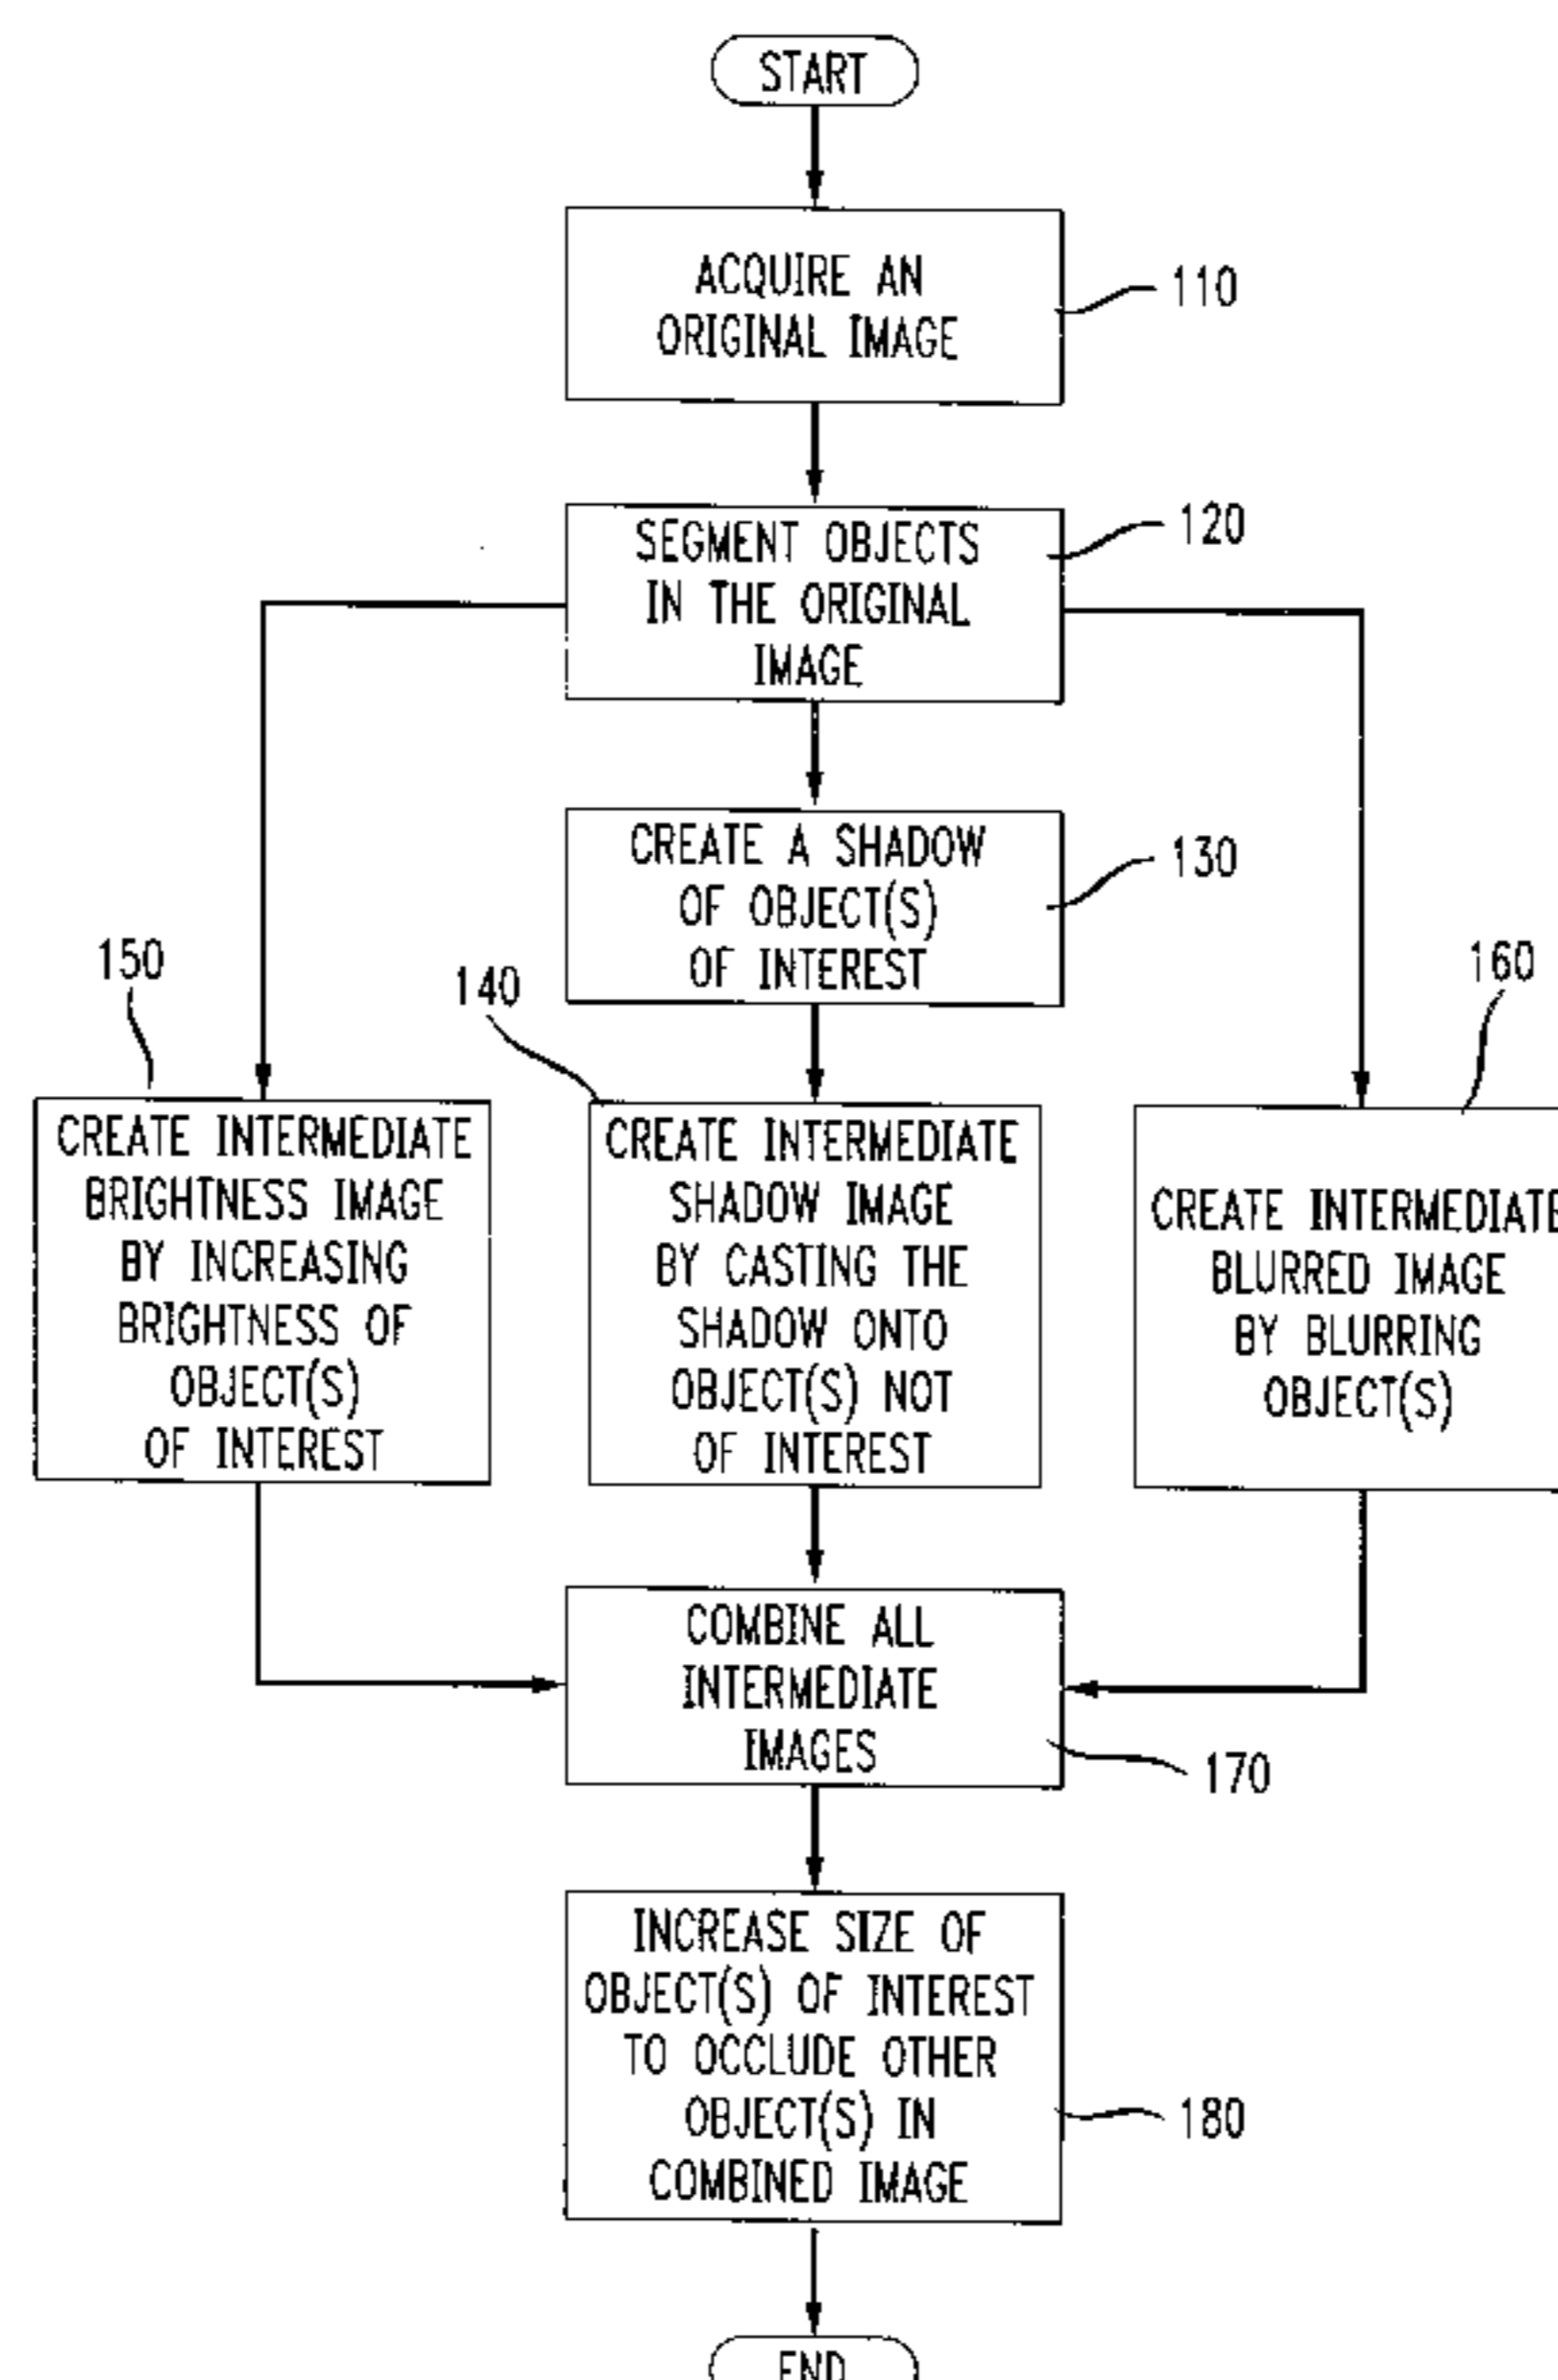 START
ACQUIRE AN
ORIGINAL IMAGE
110
SEGMENT OBJECTS
IN THE ORIGINAL
IMAGE
120
CREATE A SHADOW
OF OBJECT(S)
OF INTEREST
130
150
CREATE INTERMEDIATE
BRIGHTNESS IMAGE
BY INCREASING
BRIGHTNESS OF
OBJECT(S)
OF INTEREST
140
CREATE INTERMEDIATE
SHADOW IMAGE
BY CASTING THE
SHADOW ONTO
OBJECT(S) NOT
OF INTEREST
160
CREATE INTERMEDIATE
BLURRED IMAGE
BY BLURRING
OBJECT(S)
COMBINE ALL
INTERMEDIATE
IMAGES
170
INCREASE SIZE OF
OBJECT(S) OF INTEREST
TO OCCLUDE OTHER
OBJECT(S) IN
COMBINED IMAGE
180
END